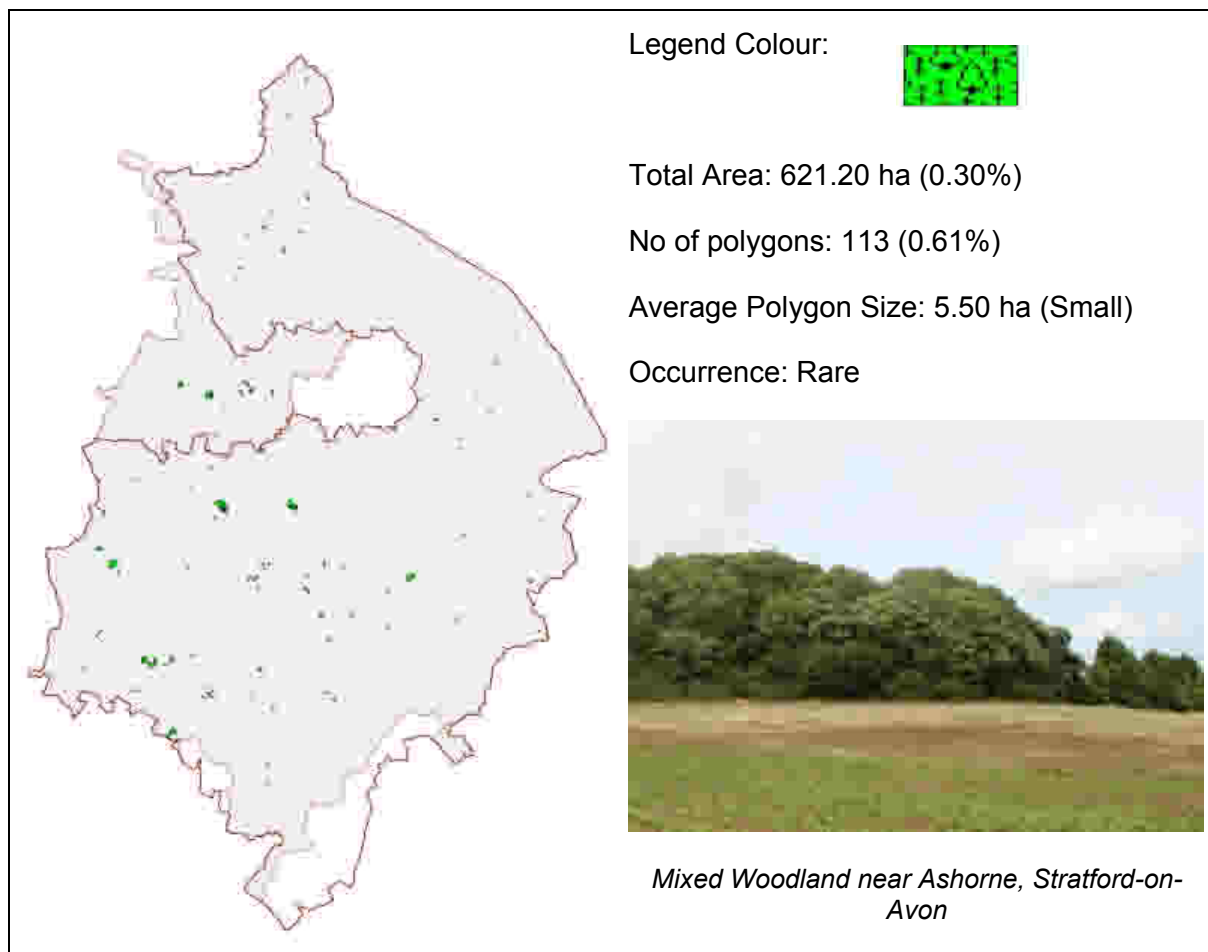 Legend Colour:
Total Area: 621.20 ha (0.30%)
No of polygons: 113 (0.61%)
Average Polygon Size: 5.50 ha (Small)
Occurrence: Rare
Mixed Woodland near Ashorne, Stratford-on-
Avon